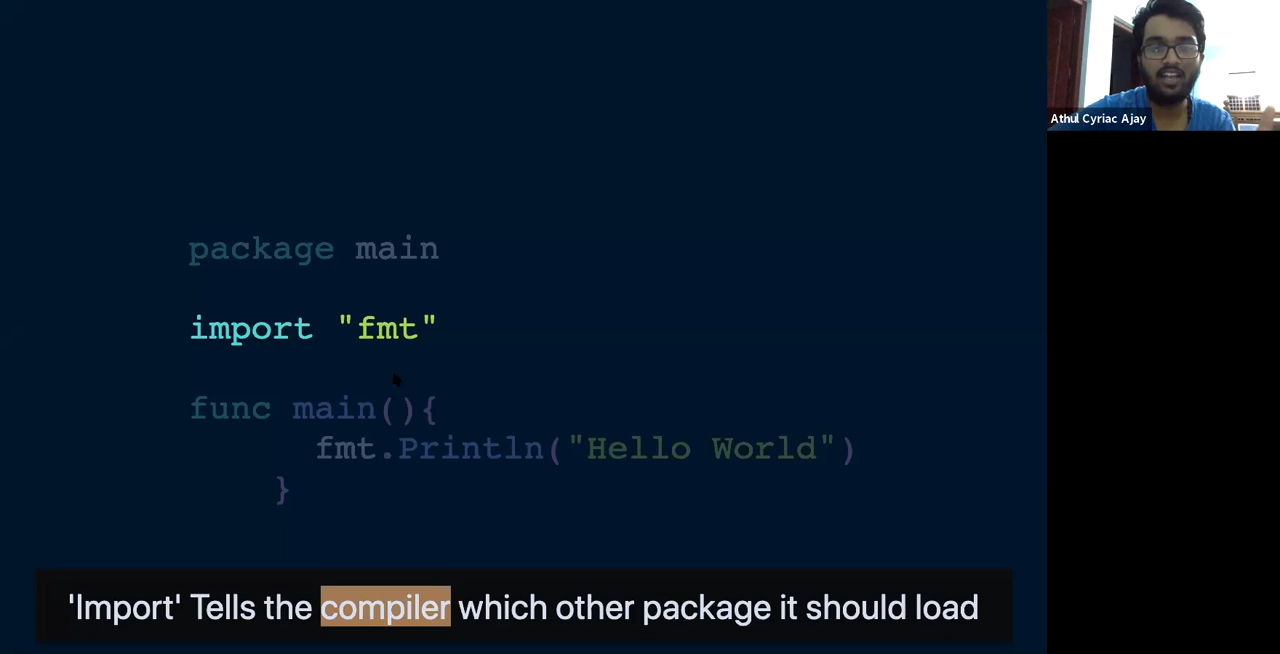 Athul Cyriac Ajay
package main
import "fmt"
func main(){
fmt.Println("Hello World")
}
'Import' Tells the compiler which other package it should load